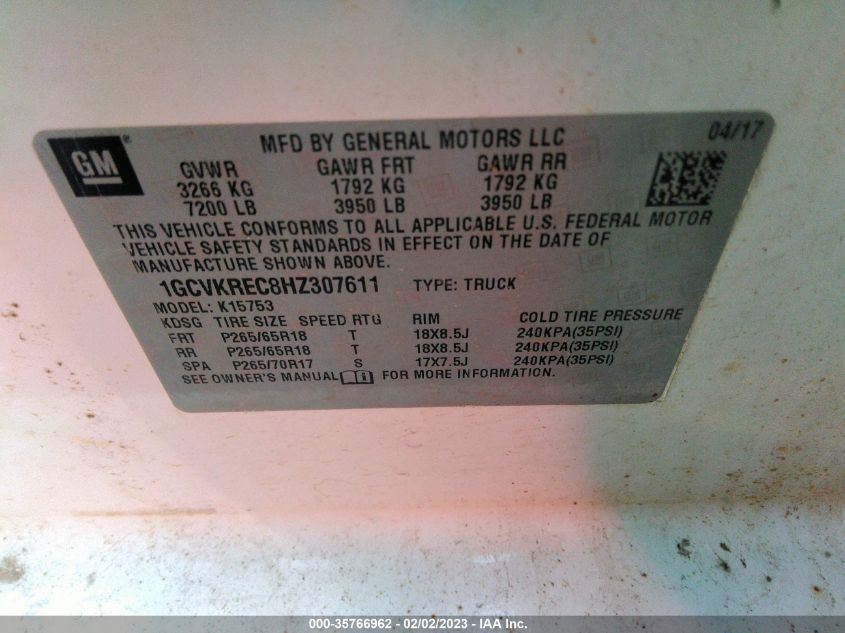 GM®
MFD BY GENERAL MOTORS LLC 04/17
GVWR GAWR FRT GAWR RR
3266 KG 1792 KG 1792 KG
7200 LB 3950 LB 3950 LB
THIS VEHICLE CONFORMS TO ALL APPLICABLE U.S. FEDERAL MOTOR
VEHICLE SAFETY STANDARDS IN EFFECT ON THE DATE OF
MANUFACTURE SHOWN ABOVE.
1GCVKREC8HZ307611 TYPE: TRUCK
MODEL: K15753
KDSG TIRE SIZE SPEED RTG RIM COLD TIRE PRESSURE
FRT P265/65R18 T 18X8.5J 240KPA(35PSI)
RR P265/65R18 T 18X8.5J 240KPA(35PSI)
SPA P265/70R17 S 17X7.5J 240KPA(35PSI)
SEE OWNER'S MANUAL FOR MORE INFORMATION.
000-35766962 - 02/02/2023 - IAA Inc.